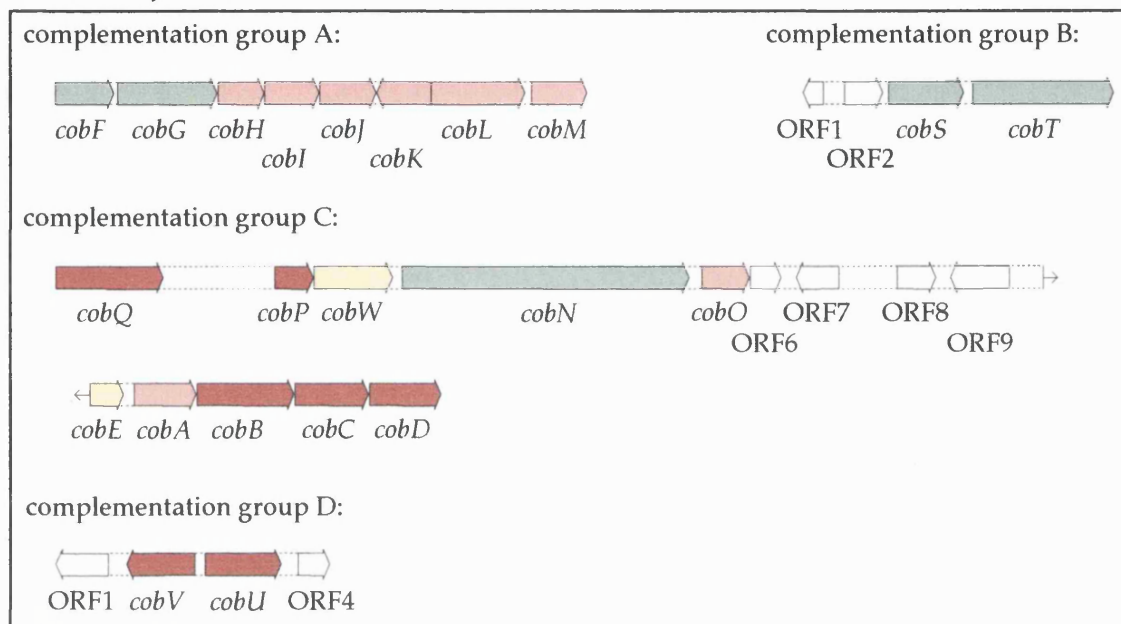 complementation group A:
complementation group B:
cobF cobG cobH cobJ cobL cobM
cobI cobK
ORF1 cobS cobT
ORF2
complementation group C:
cobQ cobP cobW cobN cobO ORF7 ORF8
ORF6 ORF9
cobE cobA cobB cobC cobD
complementation group D:
ORF1 cobV cobU ORF4